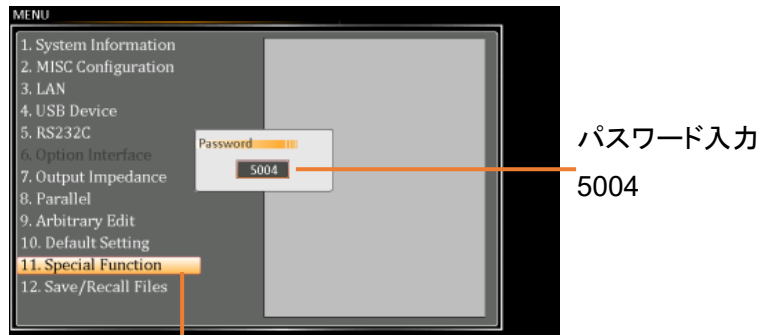 MENU
1. System Information
2. MISC Configuration
3. LAN
4. USB Device
5. RS232C
6. Option Interface
7. Output Impedance
8. Parallel
9. Arbitrary Edit
10. Default Setting
11. Special Function
12. Save/Recall Files
Password
5004
パスワード入力
5004